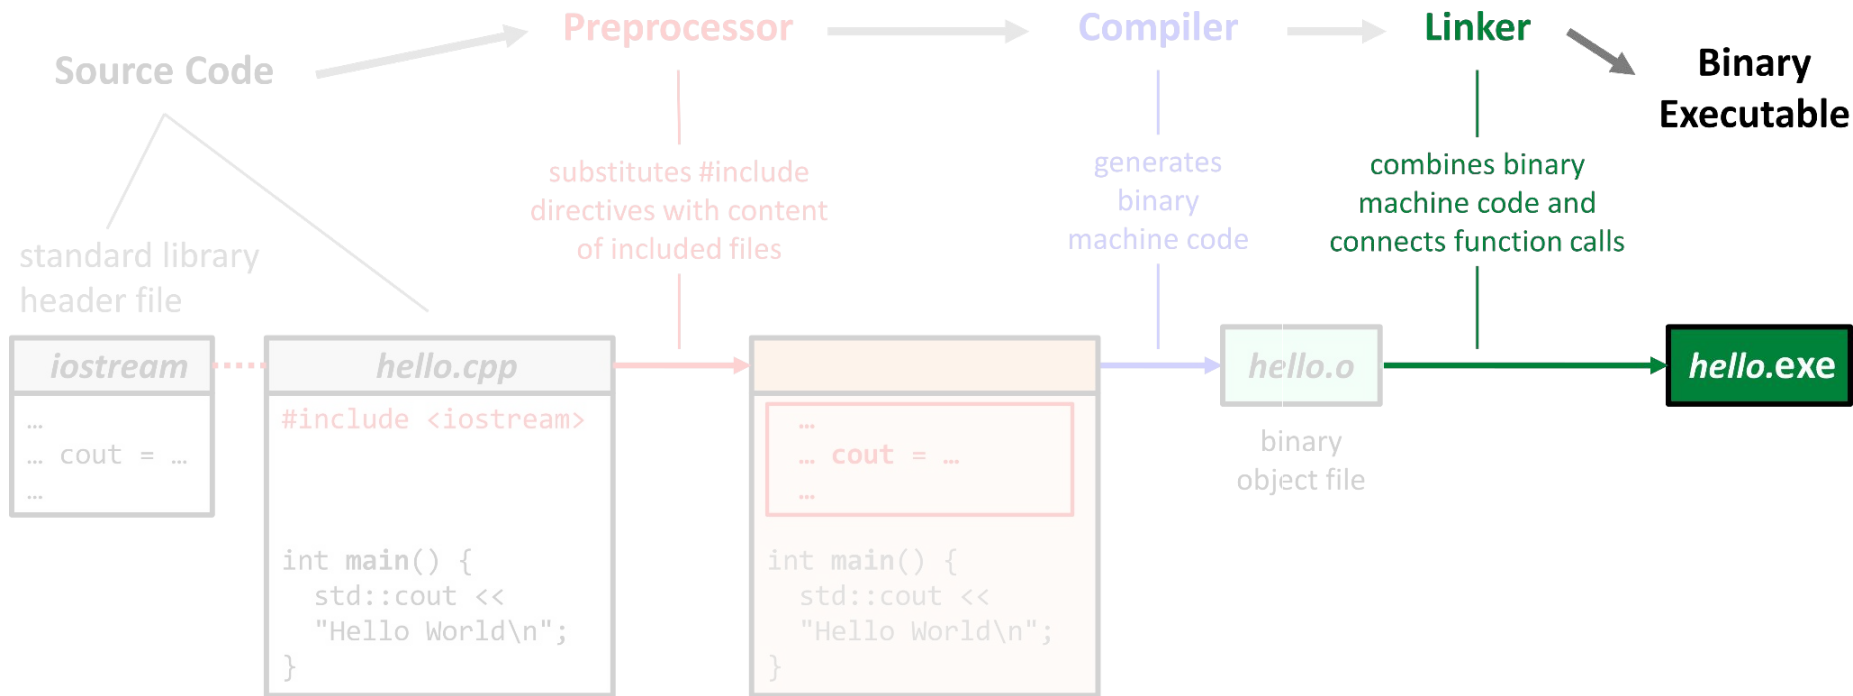 Source Code
Preprocessor
Compiler
Linker
Binary
Executable
substitutes #include
directives with content
of included files
generates
binary
machine code
combines binary
machine code and
connects function calls
standard library
header file
iostream
…
… cout = …
…
hello.cpp
#include <iostream>
int main() {
std::cout <<
"Hello World\n";
}
…
… cout = …
…
int main() {
std::cout <<
"Hello World\n";
}
hello.o
binary
object file
hello.exe